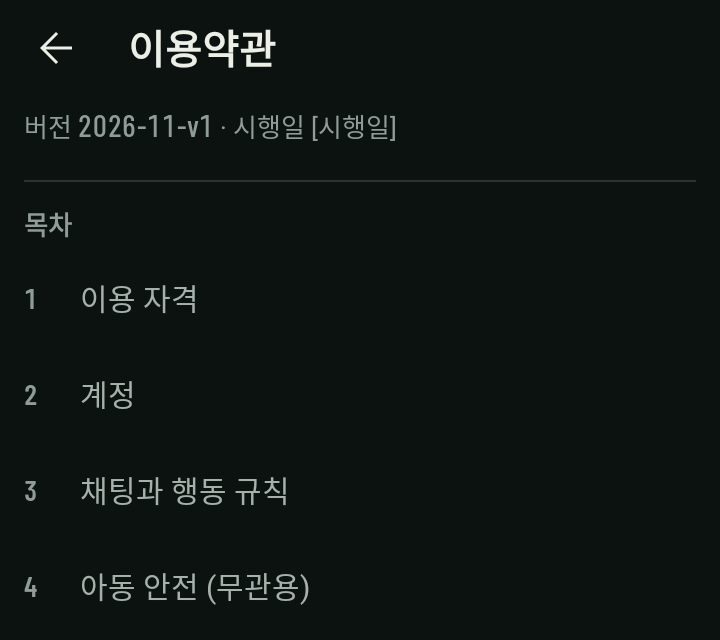 이용약관
버전 2026-11-v1 · 시행일 [시행일]
목차
1 이용 자격
2 계정
3 채팅과 행동 규칙
4 아동 안전 (무관용)